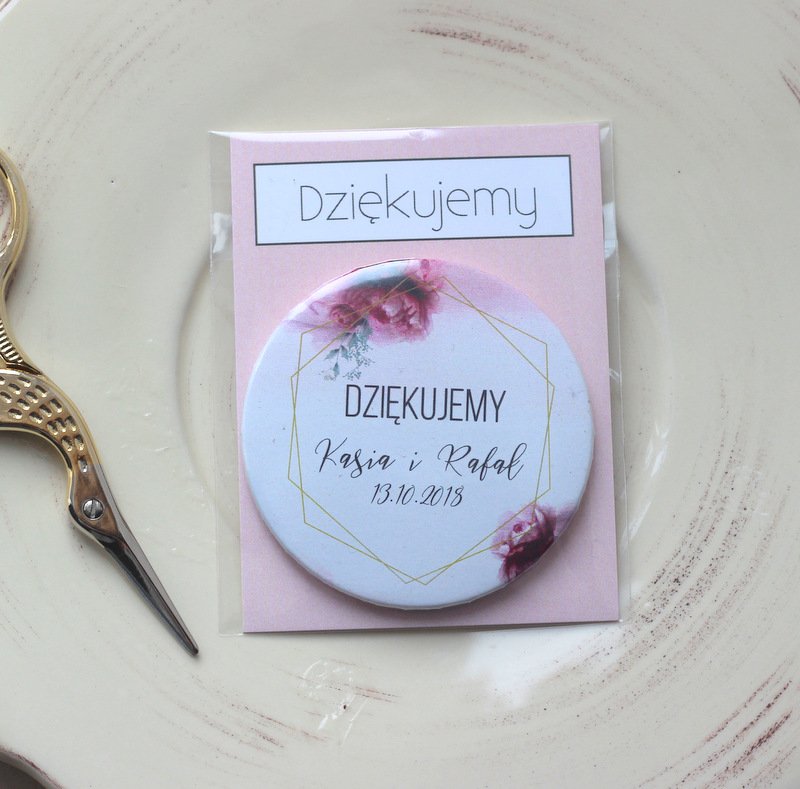 Dziękujemy
DZIĘKUJEMY
Kasia i Rafał
13.10.2018